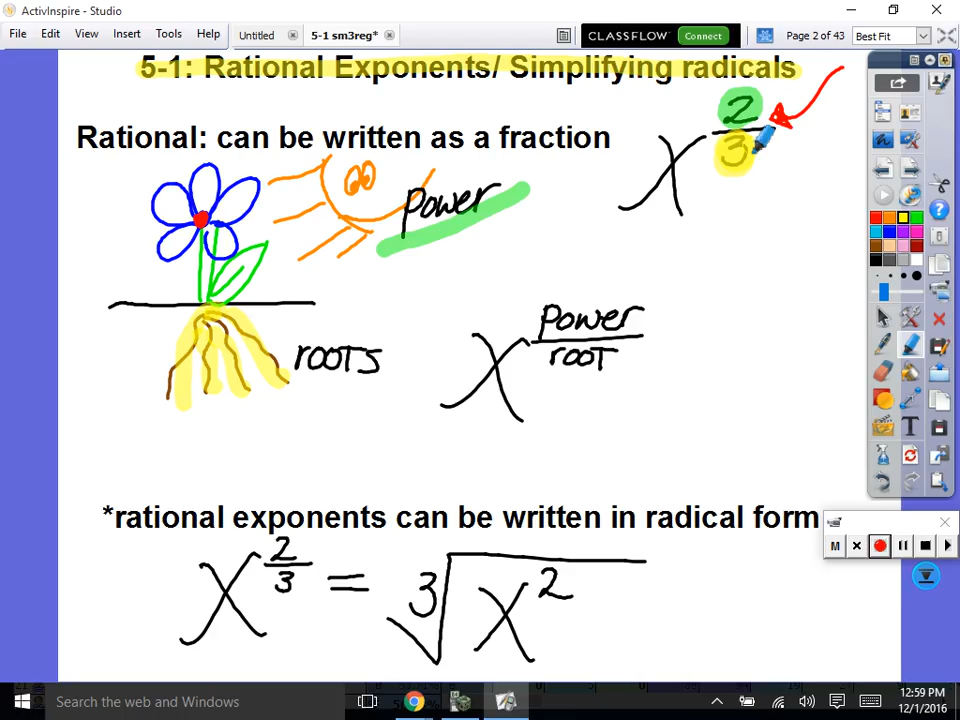 ActivInspire - Studio
File Edit View Insert Tools Help
Untitled
5-1 sm3reg*
CLASSFLOW Connect
Page 2 of 43
Best Fit
5-1: Rational Exponents/ Simplifying radicals
Rational: can be written as a fraction
x^(2/3)
power
roots
x^(power/root)
*rational exponents can be written in radical form
x^(2/3) = ∛(x^2)
M
Search the web and Windows
12:59 PM
12/1/2016